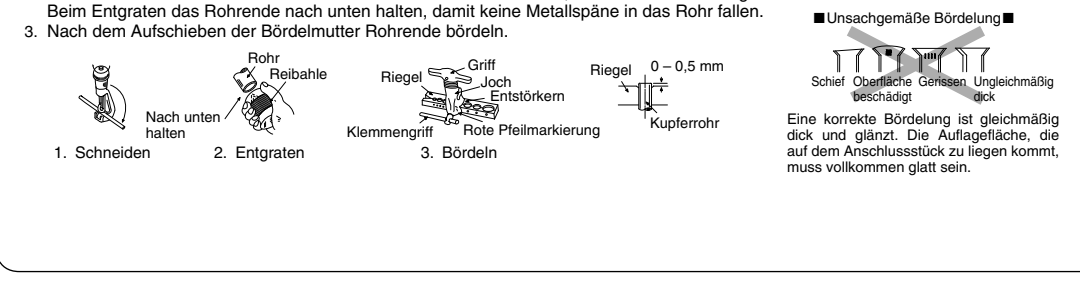 Beim Entgraten das Rohrende nach unten halten, damit keine Metallspäne in das Rohr fallen.
3. Nach dem Aufschieben der Bördelmutter Rohrende bördeln.
Rohr
Reibahle
Nach unten
halten
1. Schneiden
2. Entgraten
Riegel
Griff
Joch
Entstörkern
Klemmengriff
Rote Pfeilmarkierung
3. Bördeln
Riegel
0 – 0,5 mm
Kupferrohr
■Unsachgemäße Bördelung■
Schief Oberfläche Gerissen Ungleichmäßig
beschädigt dick
Eine korrekte Bördelung ist gleichmäßig
dick und glänzt. Die Auflagefläche, die
auf dem Anschlussstück zu liegen kommt,
muss vollkommen glatt sein.